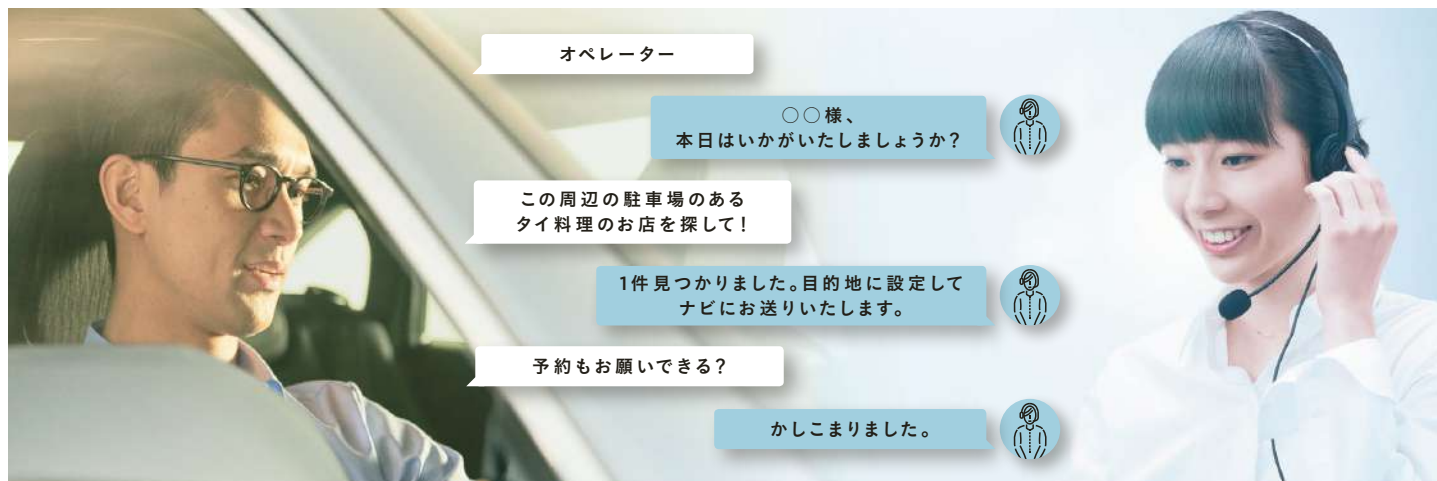 オペレーター
○○様、
本日はいかがいたしましょうか?
この周辺の駐車場のある
タイ料理のお店を探して!
1件見つかりました。目的地に設定して
ナビにお送りいたします。
予約もお願いできる?
かしこまりました。